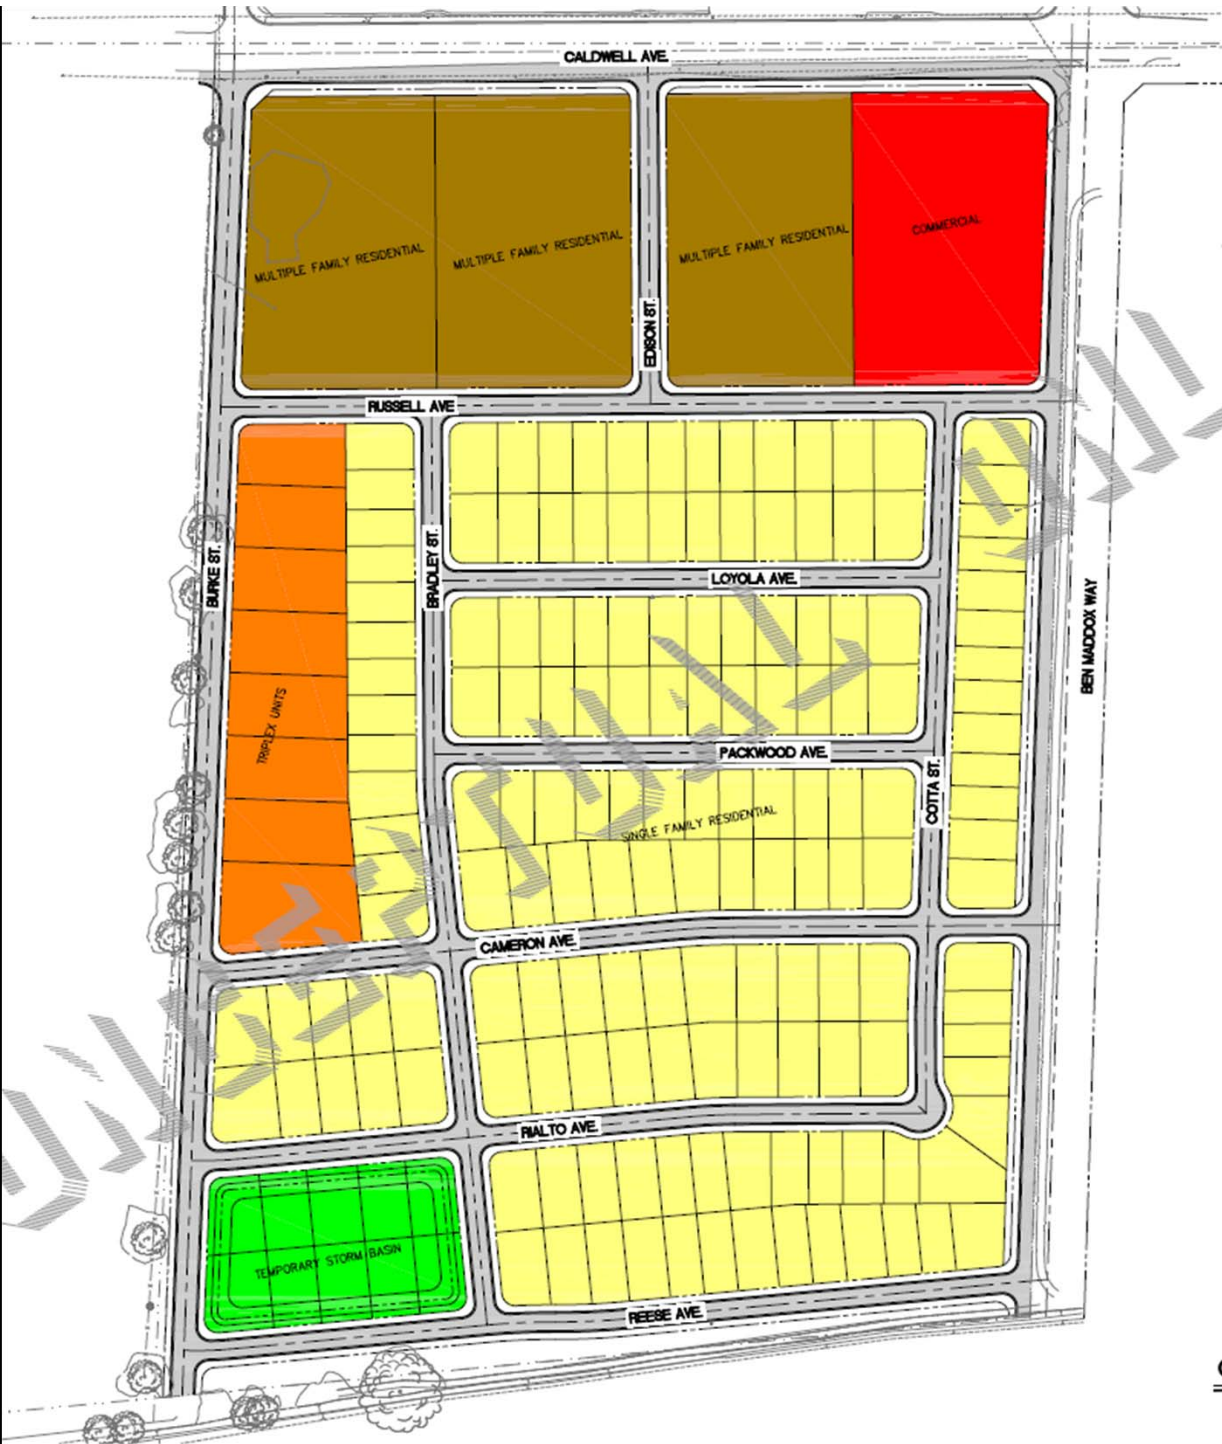 CALDWELL AVE.
MULTIPLE FAMILY RESIDENTIAL
MULTIPLE FAMILY RESIDENTIAL
MULTIPLE FAMILY RESIDENTIAL
COMMERCIAL
EDISON ST.
RUSSELL AVE
BURKE ST.
BRADLEY ST.
LOYOLA AVE.
BEN MADDOX WAY
TRIPLEX UNITS
PACKWOOD AVE.
COTTA ST.
SINGLE FAMILY RESIDENTIAL
CAMERON AVE.
RIALTO AVE.
TEMPORARY STORM BASIN
REESE AVE.